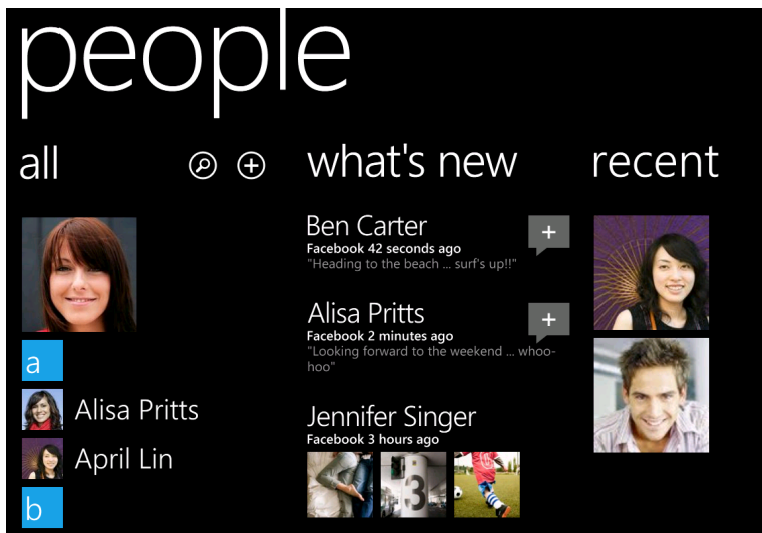 people
all
a
Alisa Pritts
April Lin
b
what's new
Ben Carter
Facebook 42 seconds ago
"Heading to the beach ... surf's up!!"
Alisa Pritts
Facebook 2 minutes ago
"Looking forward to the weekend ... whoo-
hoo"
Jennifer Singer
Facebook 3 hours ago
3
recent